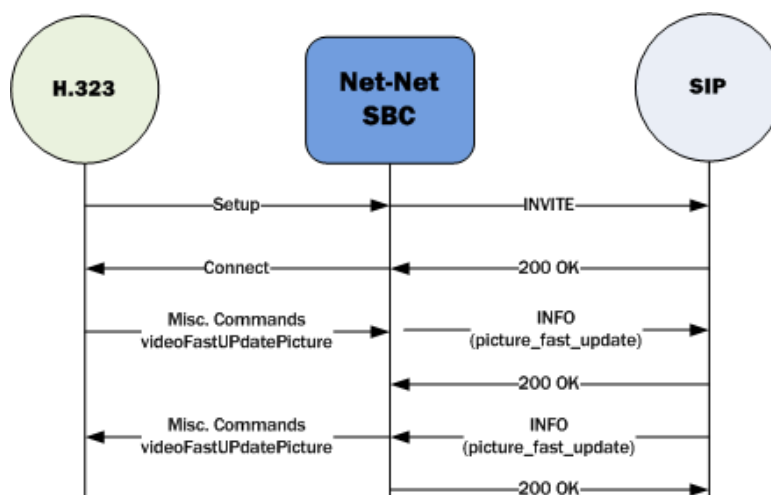 H.323
Net-Net
SBC
SIP
Setup
INVITE
Connect
200 OK
Misc. Commands
videoFastUPdatePicture
INFO
(picture_fast_update)
200 OK
Misc. Commands
videoFastUPdatePicture
INFO
(picture_fast_update)
200 OK